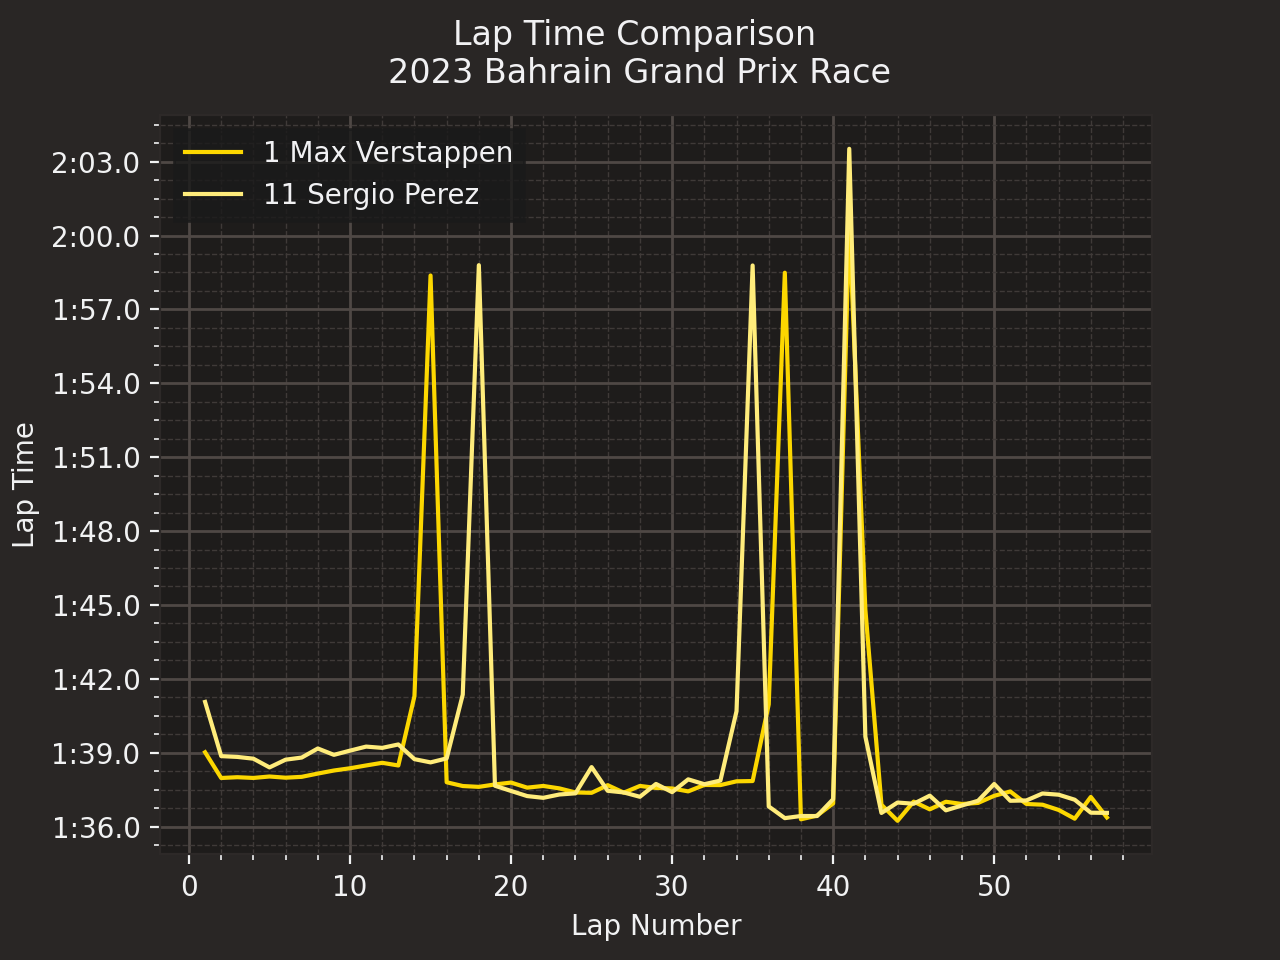 Lap Time Comparison
2023 Bahrain Grand Prix Race
1 Max Verstappen
11 Sergio Perez
2:03.0
2:00.0
1:57.0
1:54.0
1:51.0
1:48.0
1:45.0
1:42.0
1:39.0
1:36.0
Lap Time
0 10 20 30 40 50
Lap Number